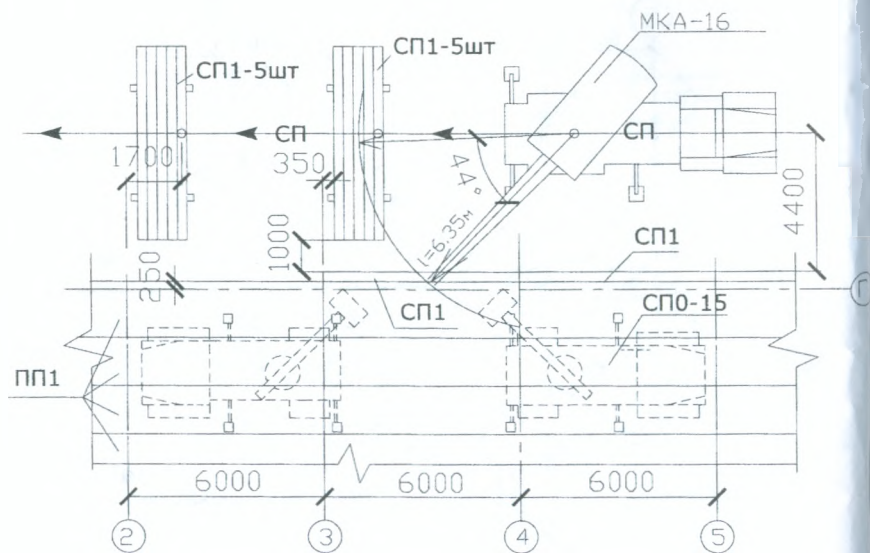 МКА-16
СП1-5шт
СП1-5шт
СП
СП
1700
350
44°
4400
l=6.35м
1000
250
СП1
Г
СП1
СП0-15
ПП1
6000
6000
6000
2
3
4
5